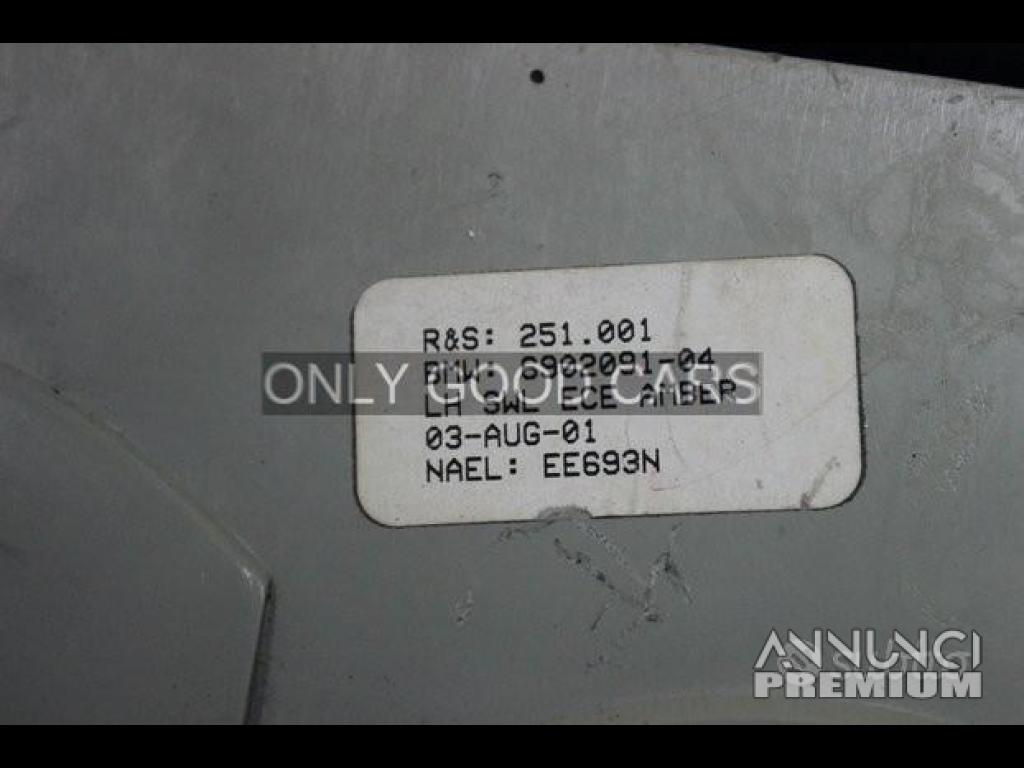 R&S: 251.001
BMW: 6902091-04
ONLY GOOD CARS
LH SWL ECE AMBER
03-AUG-01
NAEL: EE693N
ANNUNCI
PREMIUM